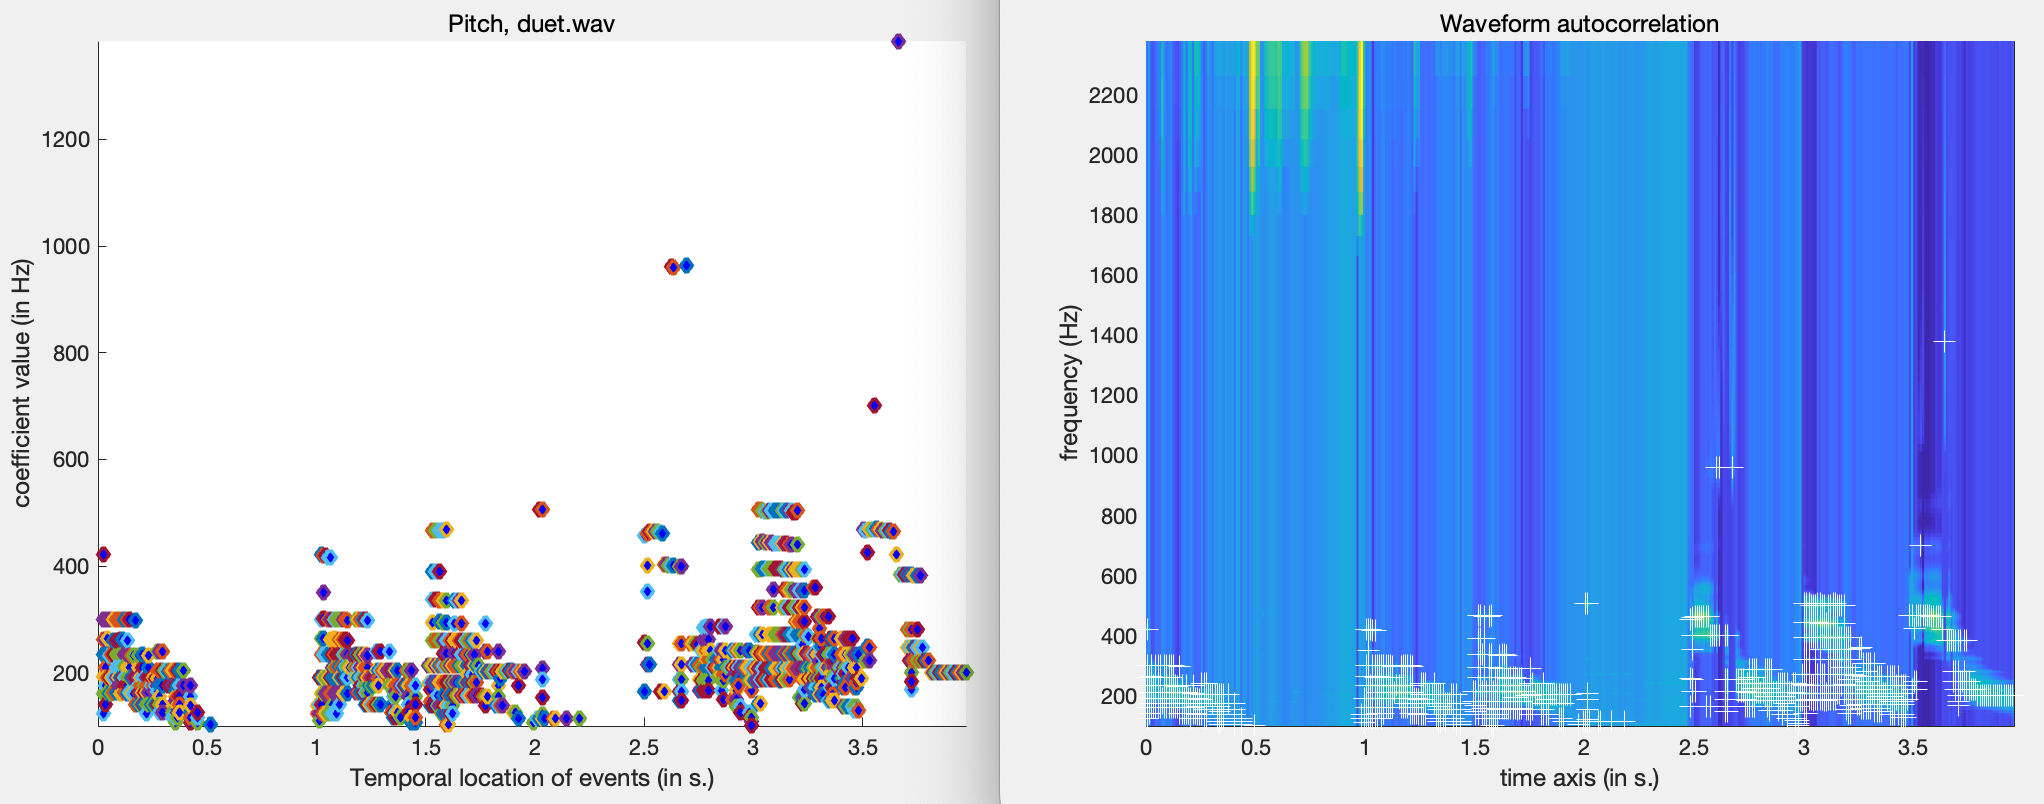 Pitch, duet.wav
coefficient value (in Hz)
1200
1000
800
600
400
200
0 0.5 1 1.5 2 2.5 3 3.5
Temporal location of events (in s.)
Waveform autocorrelation
frequency (Hz)
2200
2000
1800
1600
1400
1200
1000
800
600
400
200
0 0.5 1 1.5 2 2.5 3 3.5
time axis (in s.)